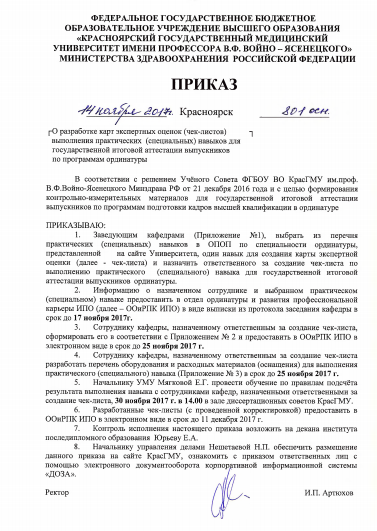 ФЕДЕРАЛЬНОЕ ГОСУДАРСТВЕННОЕ БЮДЖЕТНОЕ
ОБРАЗОВАТЕЛЬНОЕ УЧРЕЖДЕНИЕ ВЫСШЕГО ОБРАЗОВАНИЯ
«КРАСНОЯРСКИЙ ГОСУДАРСТВЕННЫЙ МЕДИЦИНСКИЙ
УНИВЕРСИТЕТ ИМЕНИ ПРОФЕССОРА В.Ф. ВОЙНО – ЯСЕНЕЦКОГО»
МИНИСТЕРСТВА ЗДРАВООХРАНЕНИЯ РОССИЙСКОЙ ФЕДЕРАЦИИ
ПРИКАЗ
14 ноября 2017г. Красноярск 801 осн.
О разработке карт экспертных оценок (чек-листов)
выполнения практических (специальных) навыков для
государственной итоговой аттестации выпускников
по программам ординатуры
В соответствии с решением Учёного Совета ФГБОУ ВО КрасГМУ им.проф.
В.Ф.Войно-Ясенецкого Минздрава РФ от 21 декабря 2016 года и с целью формирования
контрольно-измерительных материалов для государственной итоговой аттестации
выпускников по программам подготовки кадров высшей квалификации в ординатуре
ПРИКАЗЫВАЮ:
1. Заведующим кафедрами (Приложение №1), выбрать из перечня
практических (специальных) навыков в ОПОП по специальности ординатуры,
представленной на сайте Университета, один навык для создания карты экспертной
оценки (далее - чек-листа) и назначить ответственного за создание чек-листа по
выполнению практического (специального) навыка для государственной итоговой
аттестации выпускников ординатуры.
2. Информацию о назначенном сотруднике и выбранном практическом
(специальном) навыке предоставить в отдел ординатуры и развития профессиональной
карьеры ИПО (далее – ООиРПК ИПО) в виде выписки из протокола заседания кафедры в
срок до 17 ноября 2017г.
3. Сотруднику кафедры, назначенному ответственным за создание чек-листа,
сформировать его в соответствии с Приложением № 2 и предоставить в ООиРПК ИПО в
электронном виде в срок до 25 ноября 2017 г.
4. Сотруднику кафедры, назначенному ответственным за создание чек-листа
разработать перечень оборудования и расходных материалов (оснащения) для выполнения
практического (специального) навыка (Приложение № 3) в срок до 25 ноября 2017 г.
5. Начальнику УМУ Мягковой Е.Г. провести обучение по правилам подсчёта
результата выполнения навыка с сотрудниками кафедр, назначенными ответственными за
создание чек-листа, 30 ноября 2017 г. в 14.00 в зале диссертационных советов КрасГМУ.
6. Разработанные чек-листы (с проведенной корректировкой) предоставить в
ООиРПК ИПО в электронном виде в срок до 11 декабря 2017 г.
7. Контроль исполнения настоящего приказа возложить на декана института
последипломного образования Юрьеву Е.А.
8. Начальнику управления делами Нешетаевой Н.П. обеспечить размещение
данного приказа на сайте КрасГМУ, ознакомить с приказом ответственных лиц с
помощью электронного документооборота корпоративной информационной системы
«ДОЗА».
Ректор И.П. Артюхов